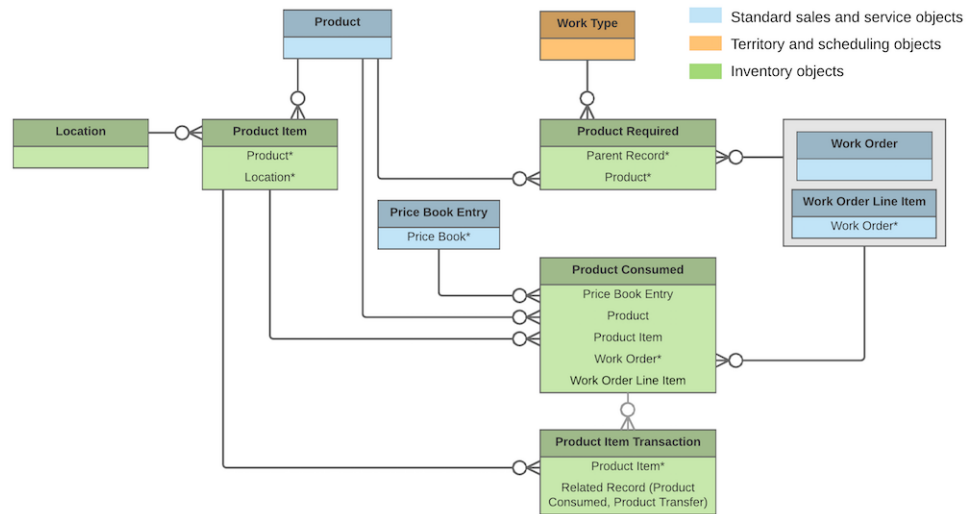 Product
Work Type
Standard sales and service objects
Territory and scheduling objects
Inventory objects
Location
Product Item
Product*
Location*
Product Required
Parent Record*
Product*
Work Order
Work Order Line Item
Work Order*
Price Book Entry
Price Book*
Product Consumed
Price Book Entry
Product
Product Item
Work Order*
Work Order Line Item
Product Item Transaction
Product Item*
Related Record (Product
Consumed, Product Transfer)